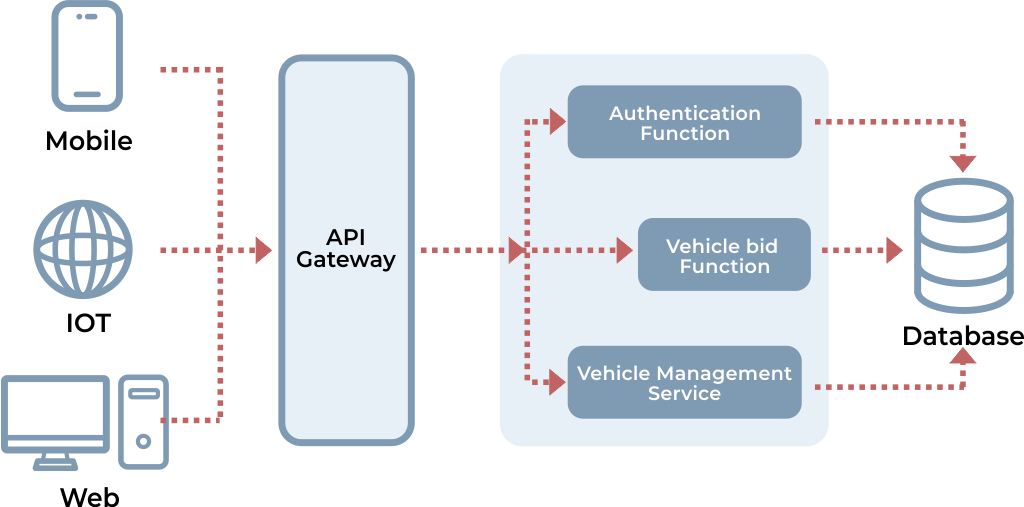 Mobile
IOT
Web
API
Gateway
Authentication
Function
Vehicle bid
Function
Vehicle Management
Service
Database